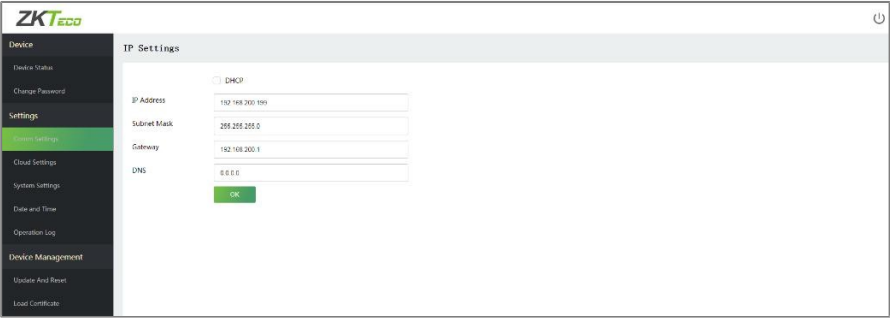 ZKTeco
Device
Device Status
Change Password
Settings
Comm Settings
Cloud Settings
System Settings
Date and Time
Operation Log
Device Management
Update And Reset
Load Certificate
IP Settings
DHCP
IP Address
192.168.200.199
Subnet Mask
255.255.255.0
Gateway
192.168.200.1
DNS
0.0.0.0
OK